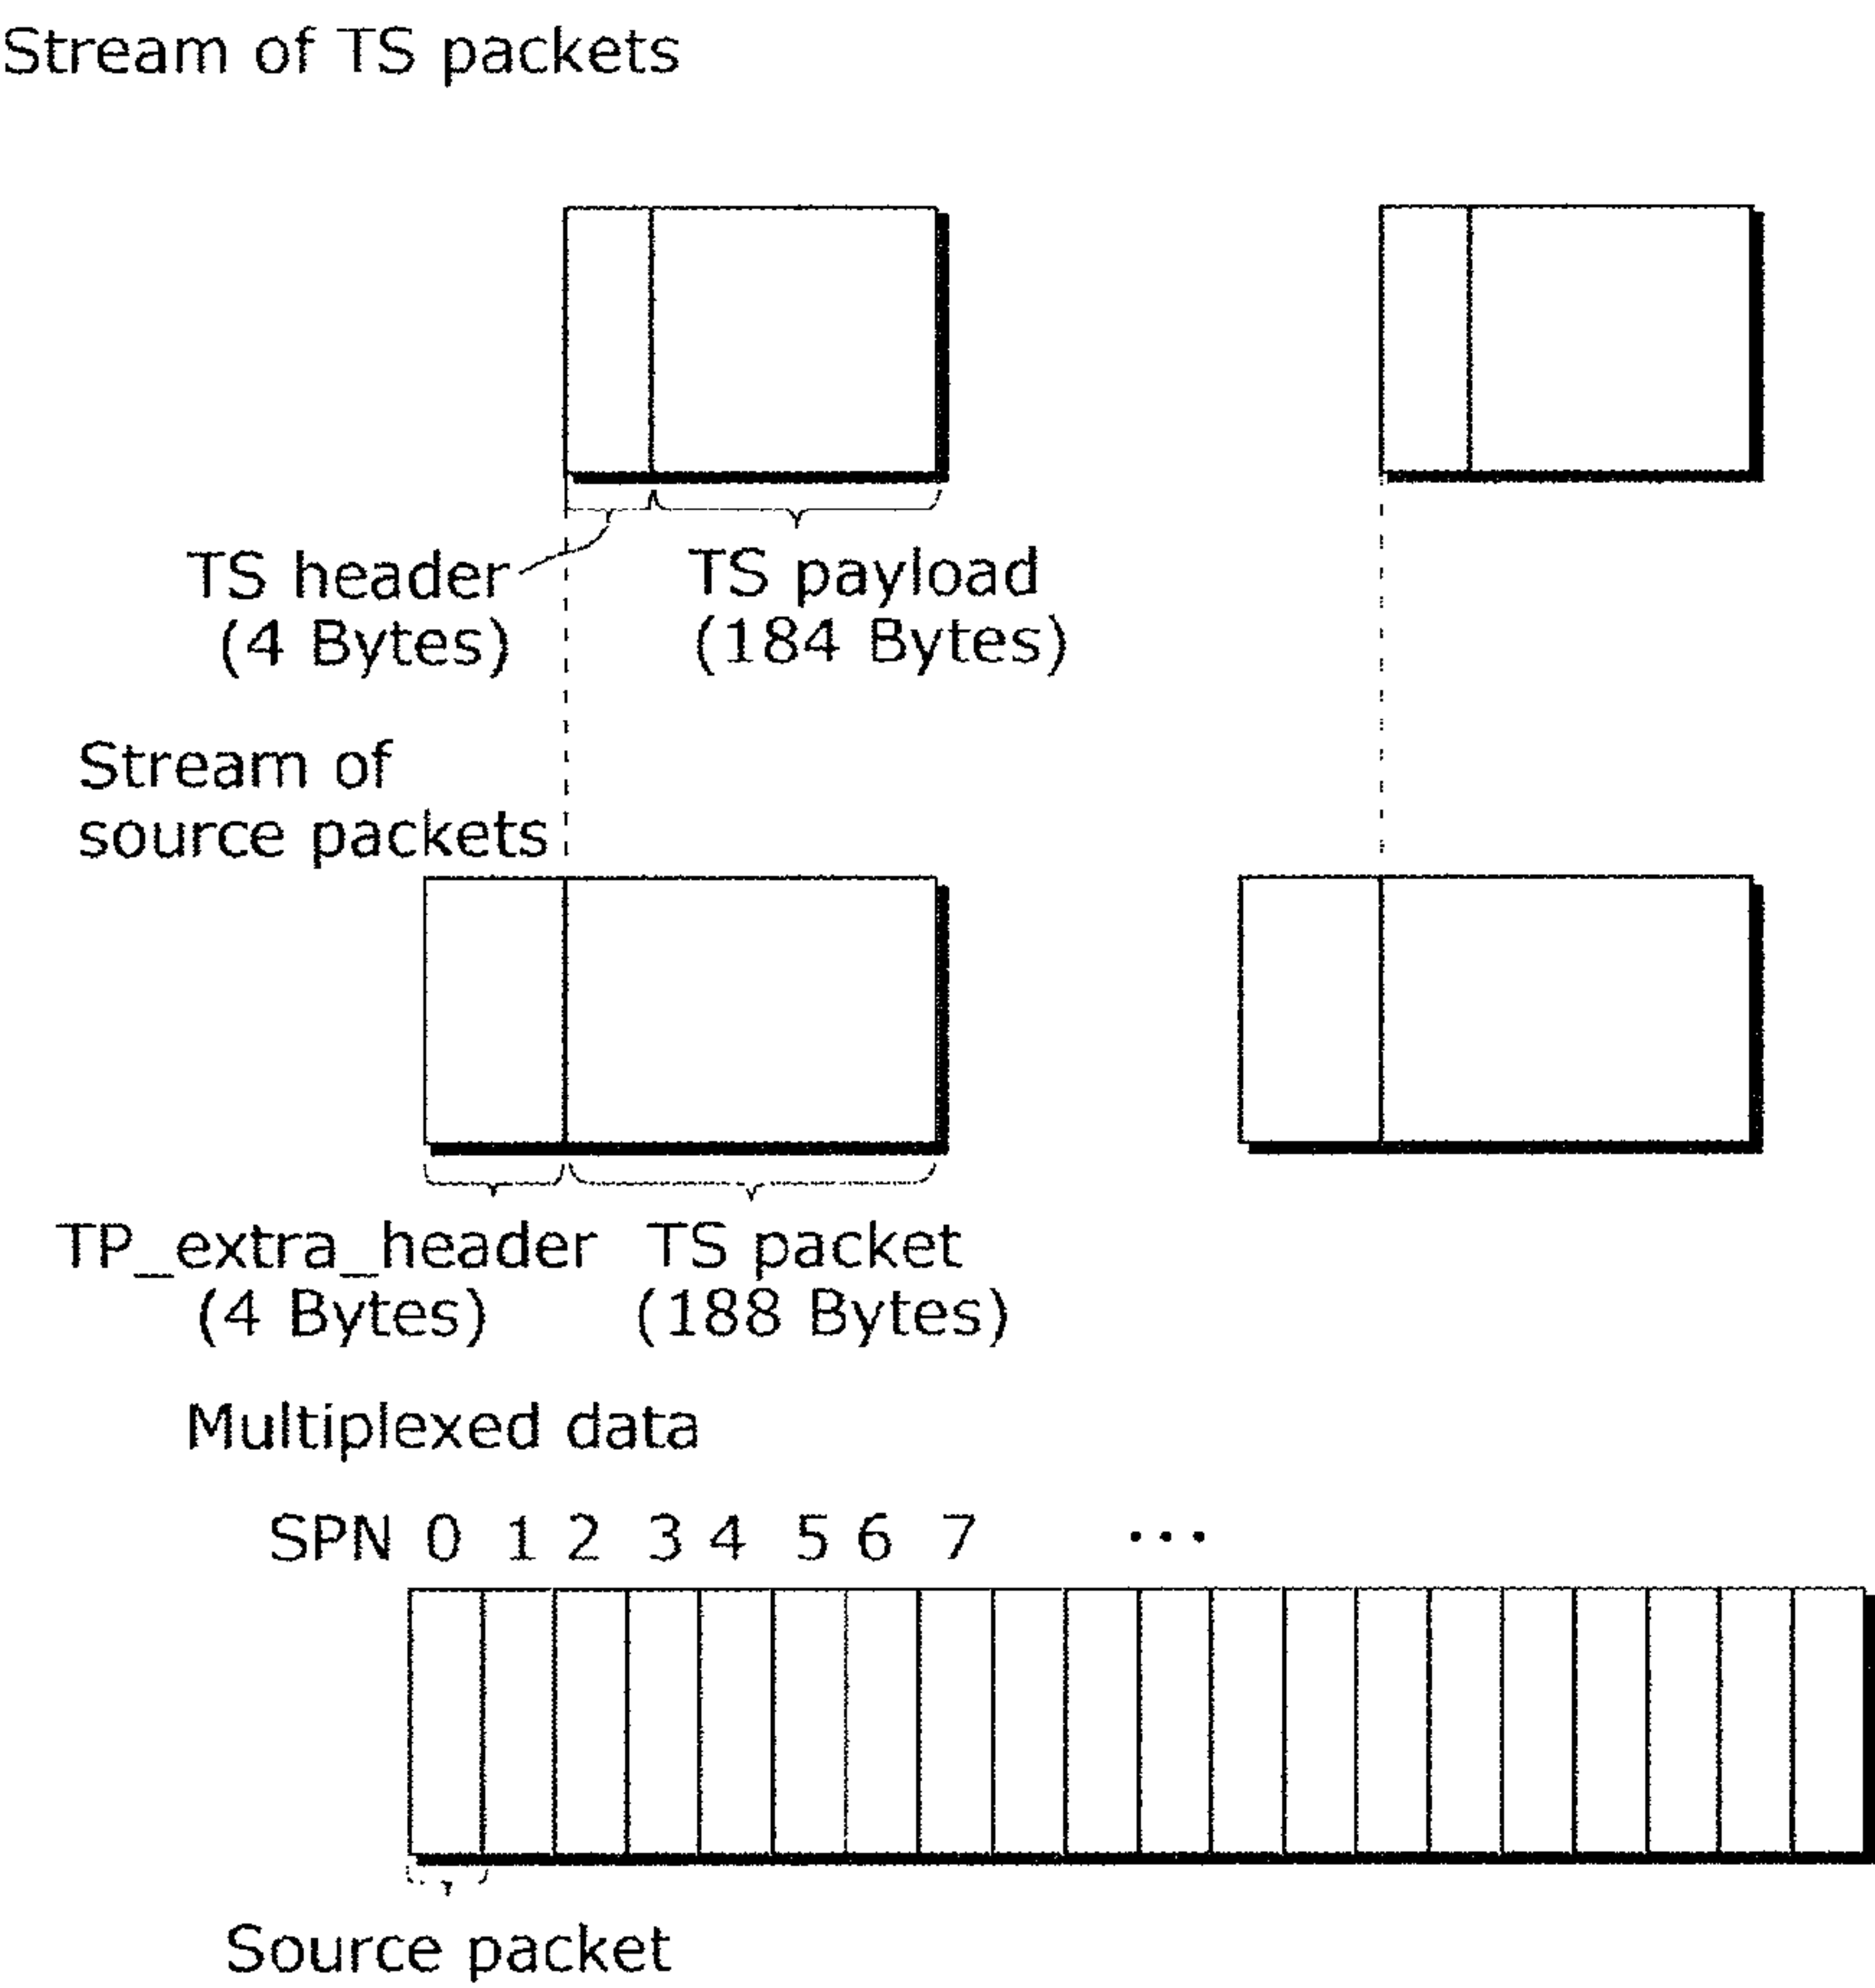 Stream of TS packets
TS header
(4 Bytes)
TS payload
(184 Bytes)
Stream of
source packets
TP_extra_header
(4 Bytes)
TS packet
(188 Bytes)
Multiplexed data
SPN 0 1 2 3 4 5 6 7 ...
Source packet